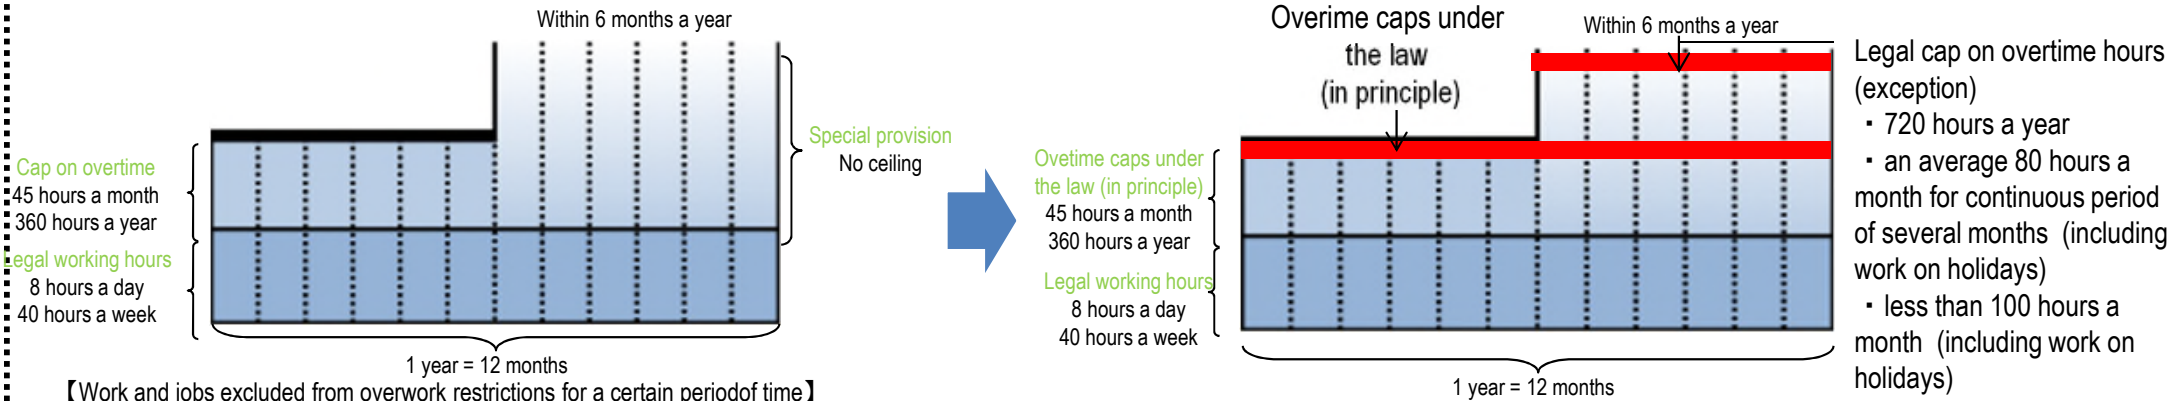 Within 6 months a year
Cap on overtime
45 hours a month
360 hours a year
Legal working hours
8 hours a day
40 hours a week
Special provision
No ceiling
1 year = 12 months
【Work and jobs excluded from overwork restrictions for a certain periodof time】
Overime caps under
the law
(in principle)
Within 6 months a year
Ovetime caps under
the law (in principle)
45 hours a month
360 hours a year
Legal working hours
8 hours a day
40 hours a week
1 year = 12 months
Legal cap on overtime hours
(exception)
・720 hours a year
・an average 80 hours a
month for continuous period
of several months (including
work on holidays)
・less than 100 hours a
month (including work on
holidays)